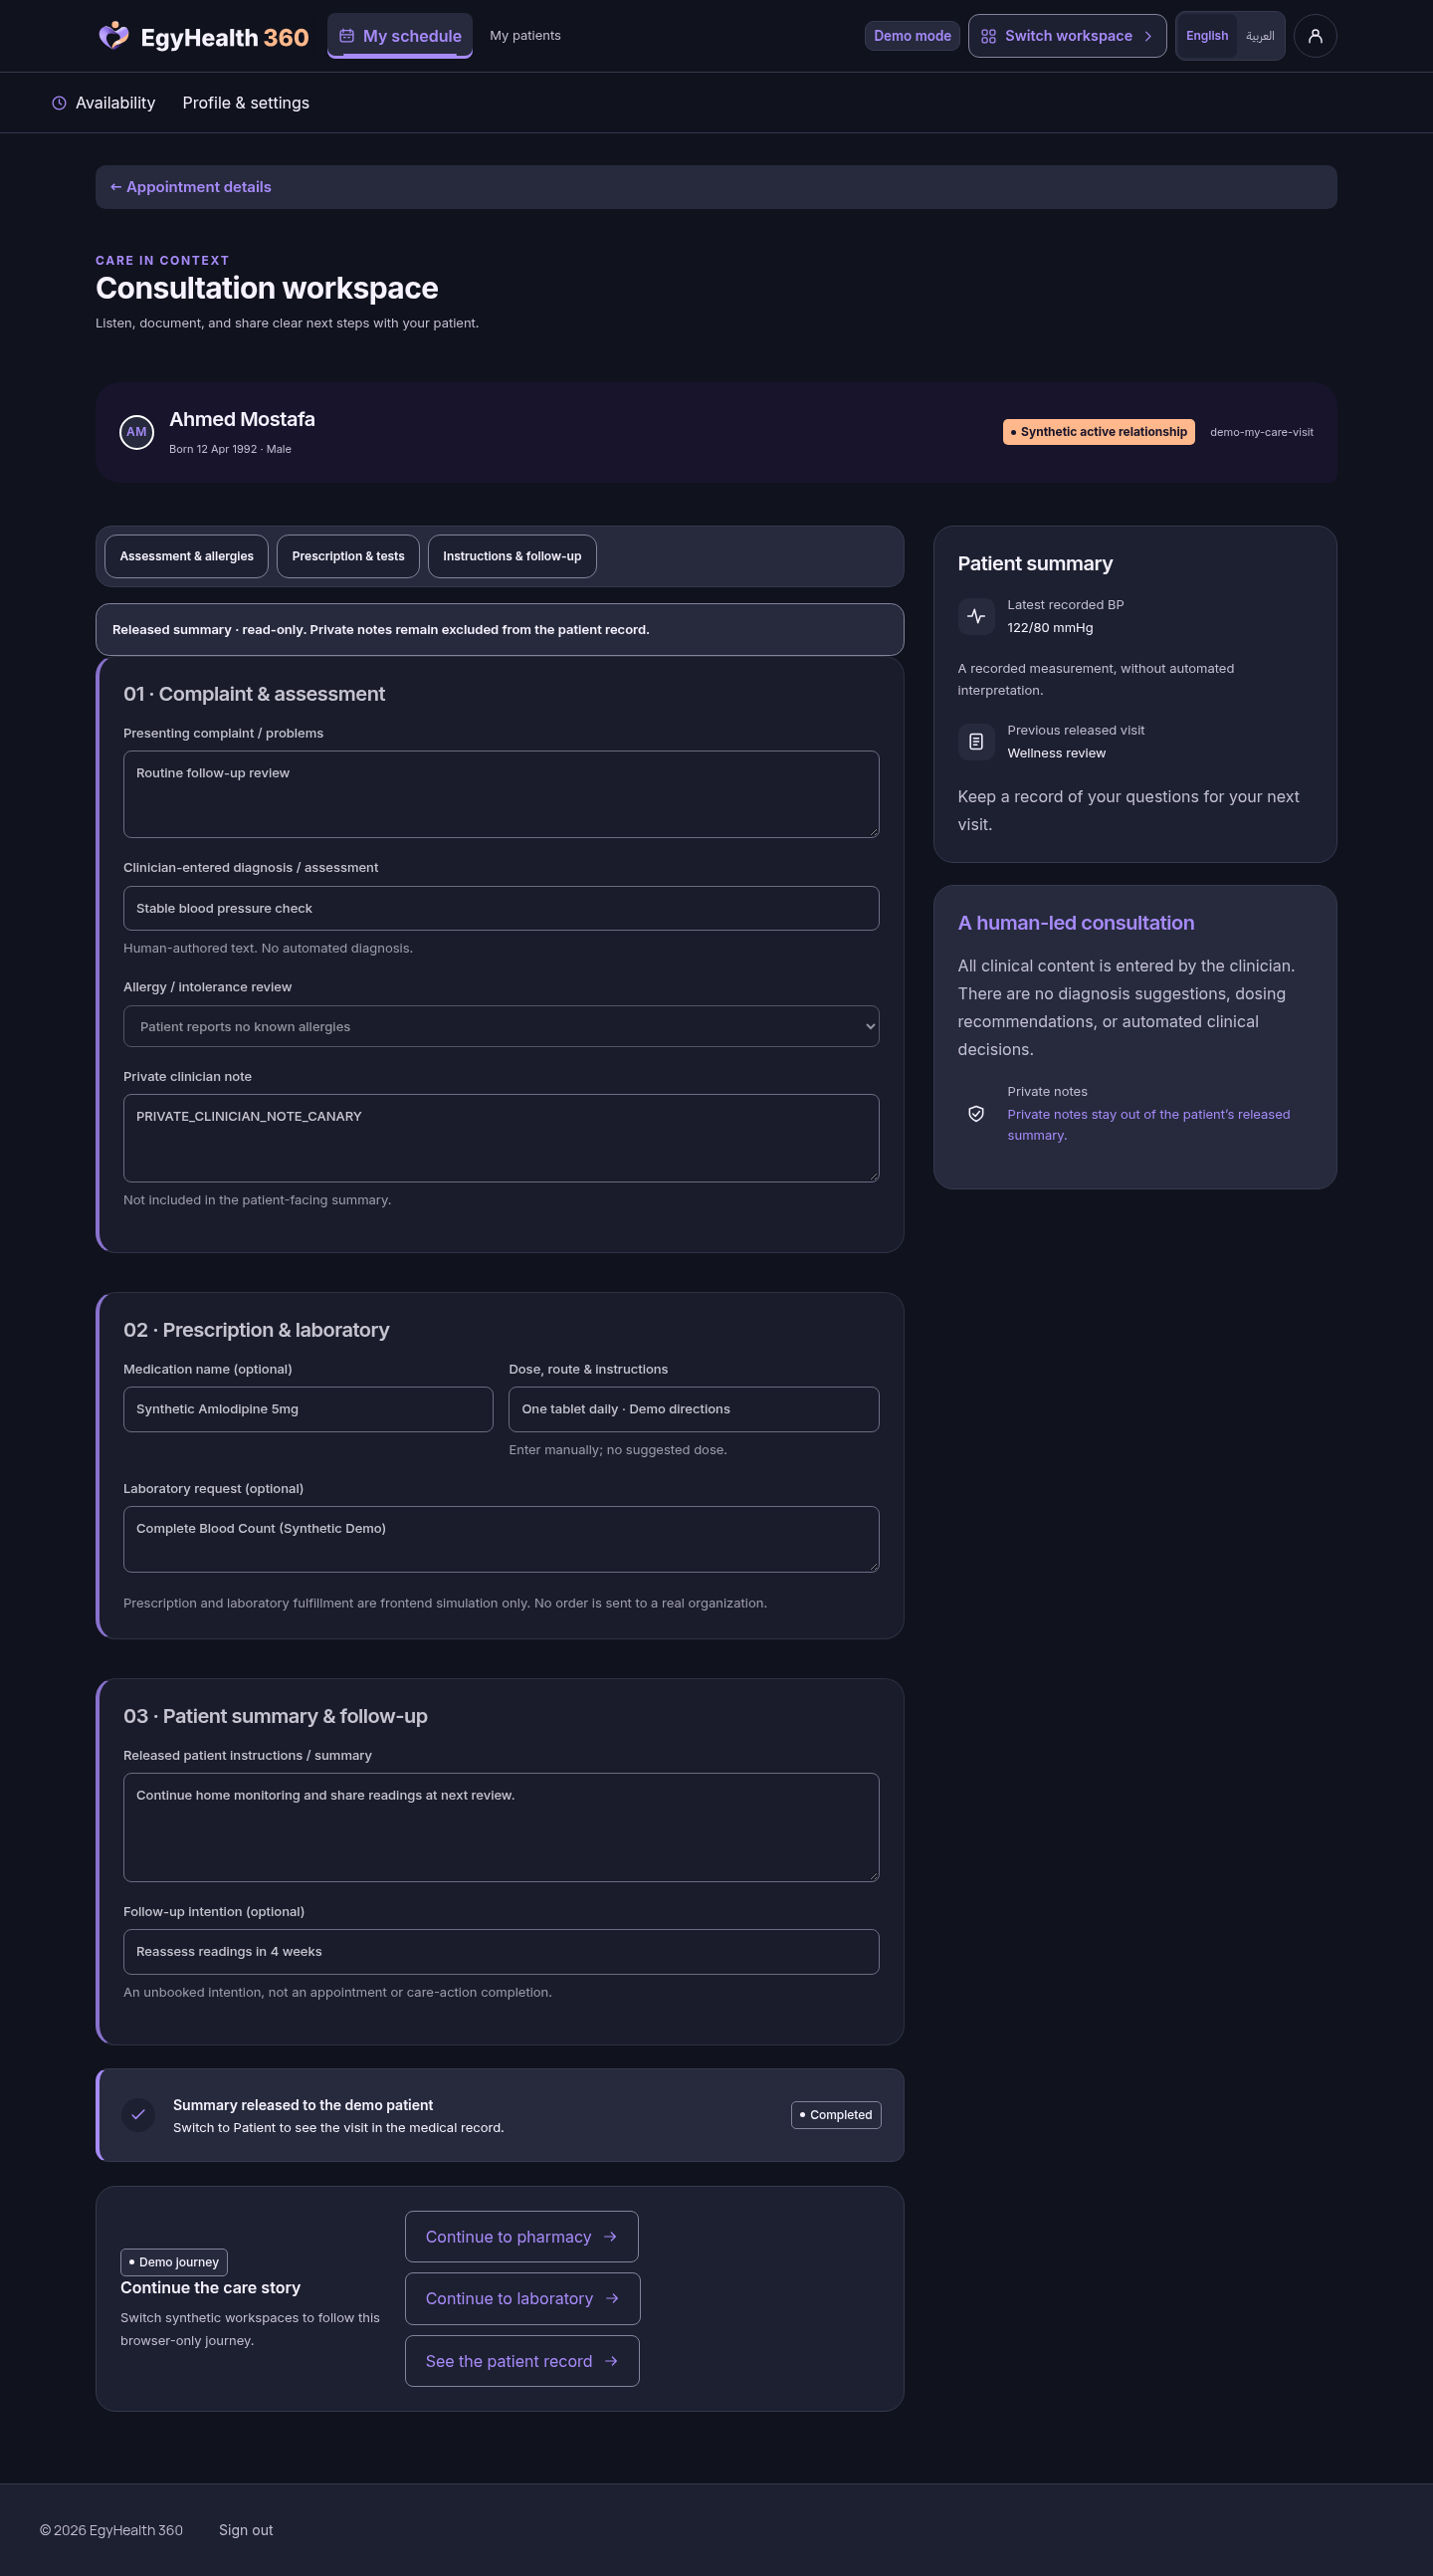 EgyHealth 360
My schedule
My patients
Demo mode
Switch workspace
English
العربية
Availability
Profile & settings
← Appointment details
CARE IN CONTEXT
Consultation workspace
Listen, document, and share clear next steps with your patient.
AM
Ahmed Mostafa
Born 12 Apr 1992 · Male
Synthetic active relationship
demo-my-care-visit
Assessment & allergies
Prescription & tests
Instructions & follow-up
Released summary · read-only. Private notes remain excluded from the patient record.
01 · Complaint & assessment
Presenting complaint / problems
Routine follow-up review
Clinician-entered diagnosis / assessment
Stable blood pressure check
Human-authored text. No automated diagnosis.
Allergy / intolerance review
Patient reports no known allergies
Private clinician note
PRIVATE_CLINICIAN_NOTE_CANARY
Not included in the patient-facing summary.
02 · Prescription & laboratory
Medication name (optional)
Synthetic Amlodipine 5mg
Dose, route & instructions
One tablet daily · Demo directions
Enter manually; no suggested dose.
Laboratory request (optional)
Complete Blood Count (Synthetic Demo)
Prescription and laboratory fulfillment are frontend simulation only. No order is sent to a real organization.
03 · Patient summary & follow-up
Released patient instructions / summary
Continue home monitoring and share readings at next review.
Follow-up intention (optional)
Reassess readings in 4 weeks
An unbooked intention, not an appointment or care-action completion.
Summary released to the demo patient
Switch to Patient to see the visit in the medical record.
Completed
Demo journey
Continue the care story
Switch synthetic workspaces to follow this
browser-only journey.
Continue to pharmacy →
Continue to laboratory →
See the patient record →
Patient summary
Latest recorded BP
122/80 mmHg
A recorded measurement, without automated
interpretation.
Previous released visit
Wellness review
Keep a record of your questions for your next
visit.
A human-led consultation
All clinical content is entered by the clinician.
There are no diagnosis suggestions, dosing
recommendations, or automated clinical
decisions.
Private notes
Private notes stay out of the patient’s released
summary.
© 2026 EgyHealth 360
Sign out